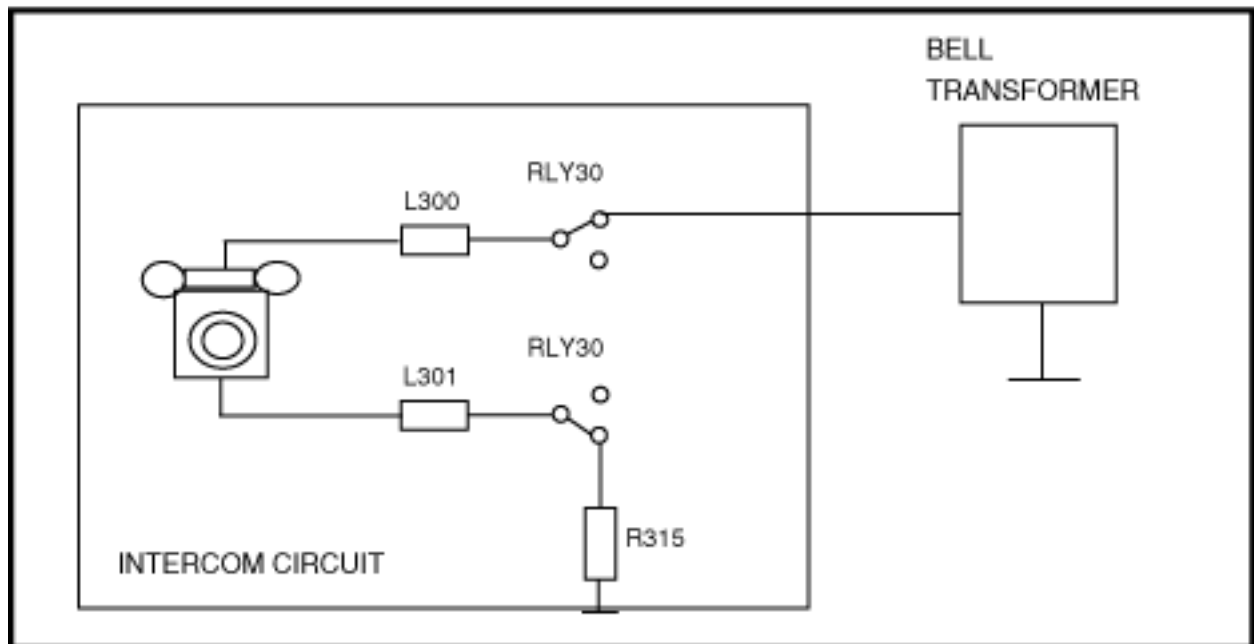 BELL
TRANSFORMER
RLY30
L300
RLY30
L301
R315
INTERCOM CIRCUIT